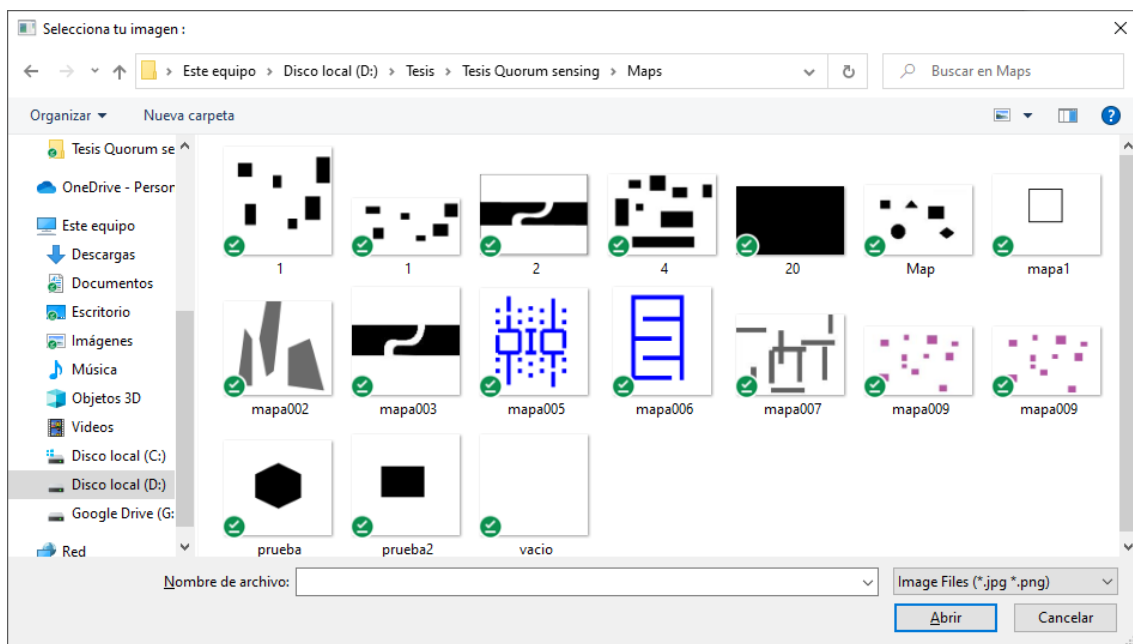 Selecciona tu imagen :
Este equipo > Disco local (D:) > Tesis > Tesis Quorum sensing > Maps
Buscar en Maps
Organizar
Nueva carpeta
Tesis Quorum se
OneDrive - Person
Este equipo
Descargas
Documentos
Escritorio
Imágenes
Música
Objetos 3D
Videos
Disco local (C:)
Disco local (D:)
Google Drive (G:
Red
1 1 2 4 20 Map mapa1
mapa002 mapa003 mapa005 mapa006 mapa007 mapa009 mapa009
prueba prueba2 vacio
Nombre de archivo:
Image Files (*.jpg *.png)
Abrir
Cancelar